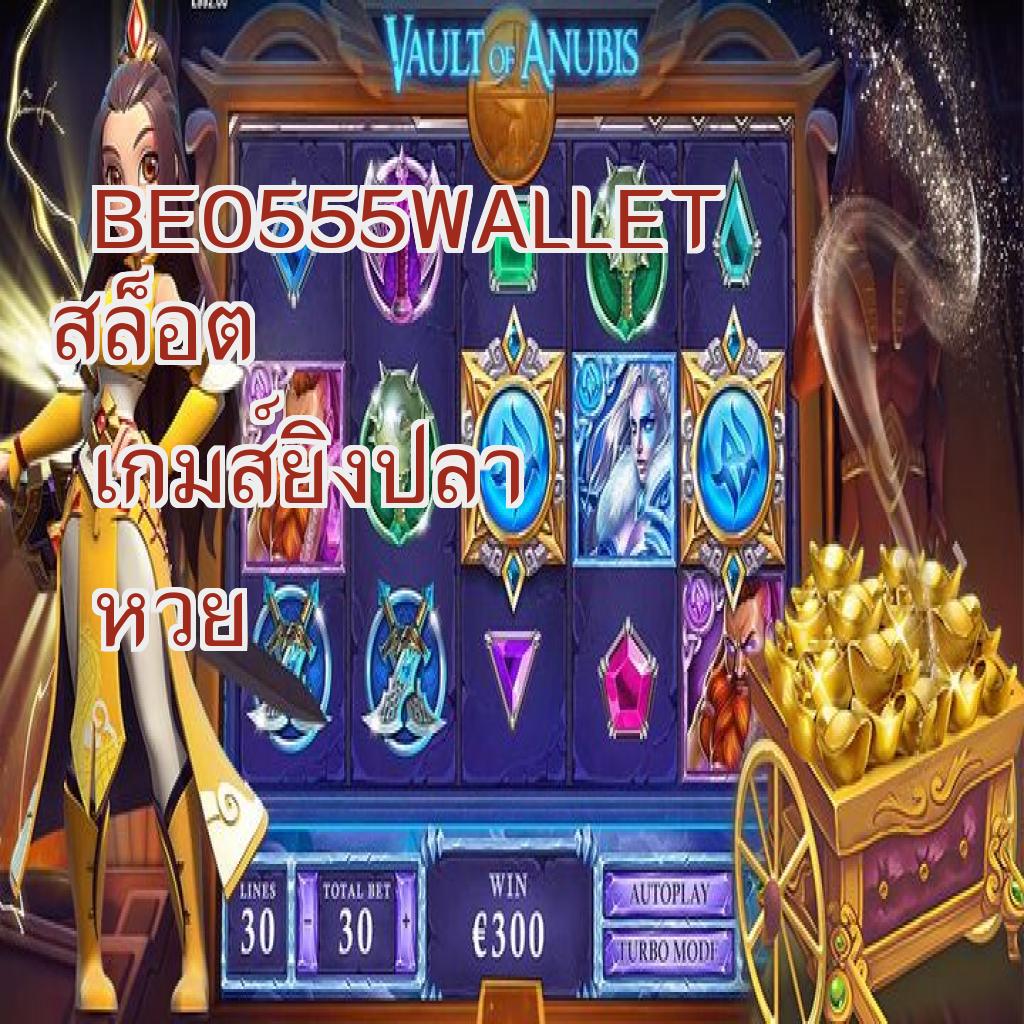 VAULT OF ANUBIS
BEO555WALLET
สล็อต
เกมส์ยิงปลา
หวย
LINES
30
TOTAL BET
- 30 +
WIN
€300
AUTOPLAY
TURBO MODE